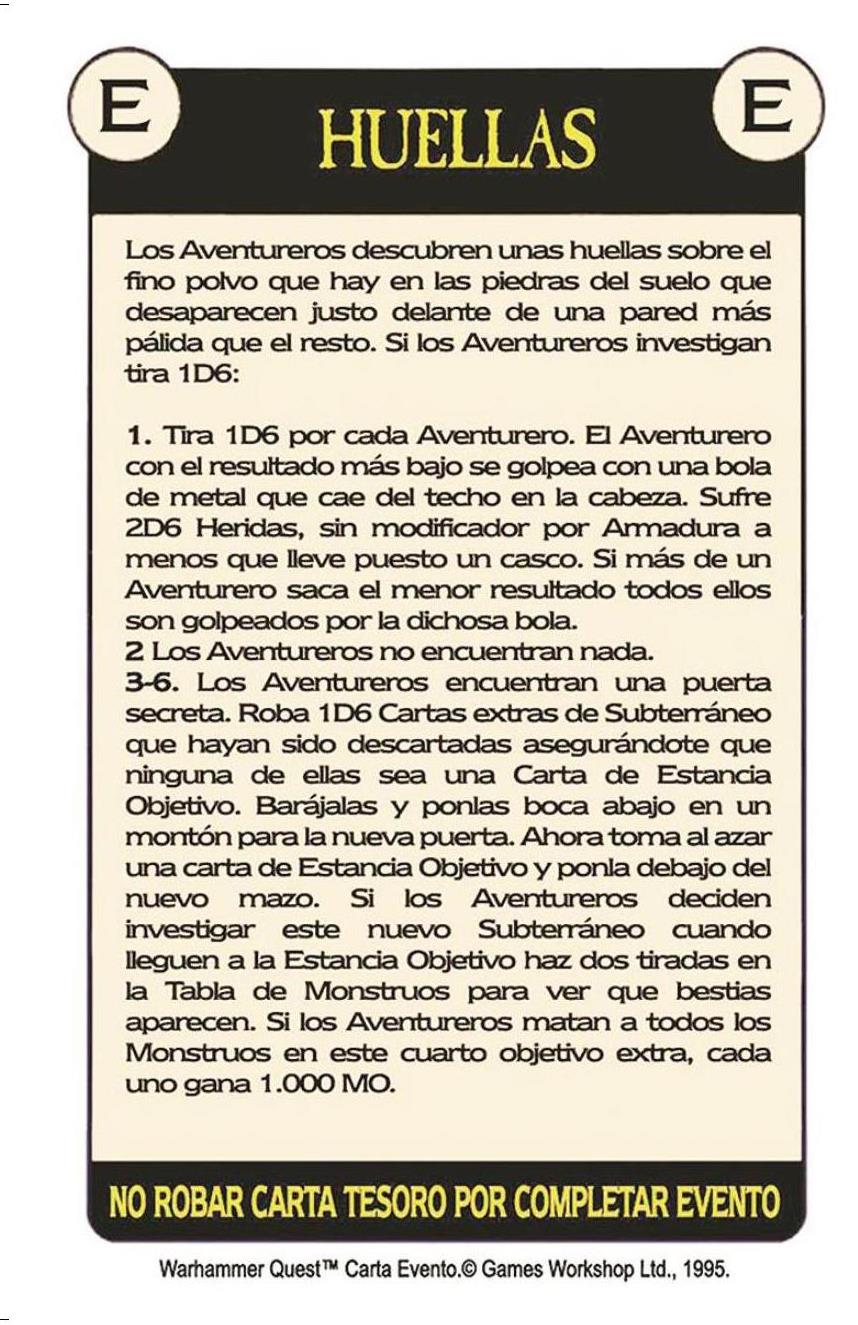 E
E
HUELLAS
Los Aventureros descubren unas huellas sobre el
fino polvo que hay en las piedras del suelo que
desaparecen justo delante de una pared más
pálida que el resto. Si los Aventureros investigan
tira 1D6:
1. Tira 1D6 por cada Aventurero. El Aventurero
con el resultado más bajo se golpea con una bola
de metal que cae del techo en la cabeza. Sufre
2D6 Heridas, sin modificador por Armadura a
menos que lleve puesto un casco. Si más de un
Aventurero saca el menor resultado todos ellos
son golpeados por la dichosa bola.
2 Los Aventureros no encuentran nada.
3-6. Los Aventureros encuentran una puerta
secreta. Roba 1D6 Cartas extras de Subterráneo
que hayan sido descartadas asegurándote que
ninguna de ellas sea una Carta de Estancia
Objetivo. Barájalas y ponlas boca abajo en un
montón para la nueva puerta. Ahora toma al azar
una carta de Estancia Objetivo y ponla debajo del
nuevo mazo. Si los Aventureros deciden
investigar este nuevo Subterráneo cuando
lleguen a la Estancia Objetivo haz dos tiradas en
la Tabla de Monstruos para ver que bestias
aparecen. Si los Aventureros matan a todos los
Monstruos en este cuarto objetivo extra, cada
uno gana 1.000 MO.
NO ROBAR CARTA TESORO POR COMPLETAR EVENTO
Warhammer Quest™ Carta Evento.© Games Workshop Ltd., 1995.